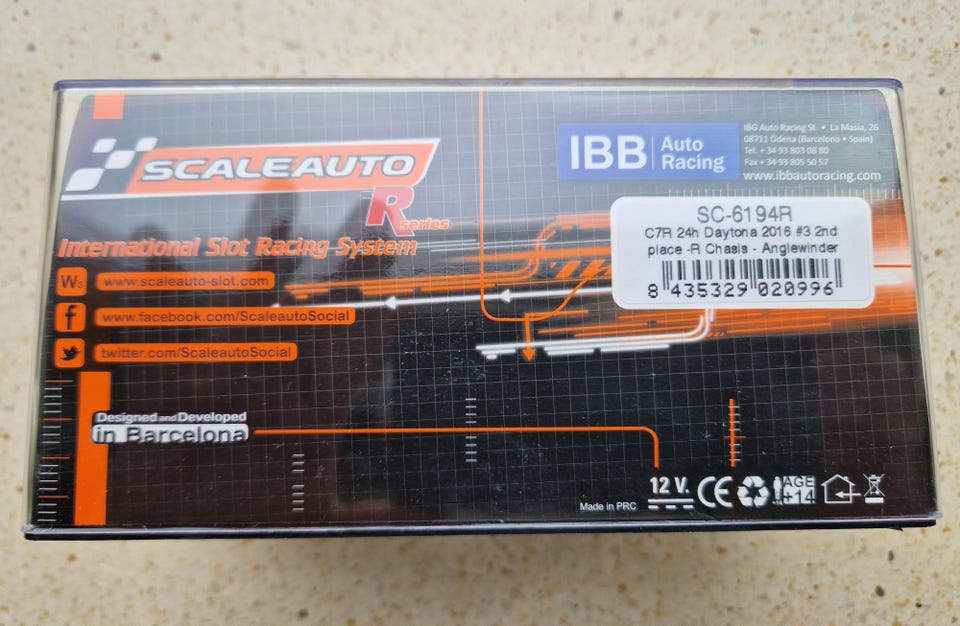 SCALEAUTO
R series
International Slot Racing System
W.s www.scaleauto-slot.com
f www.facebook.com/ScaleautoSocial
twitter.com/ScaleautoSocial
Designed and Developed
in Barcelona
IBB Auto Racing
IBG Auto Racing SL • La Masia, 26
08711 Òdena (Barcelona • Spain)
Tel. + 34 93 803 08 80
Fax + 34 93 805 50 57
www.ibbautoracing.com
SC-6194R
C7R 24h Daytona 2016 #3 2nd
place -R Chasis - Anglewinder
8 435329 020996
Made in PRC
12 V.
CE
AGE
+14